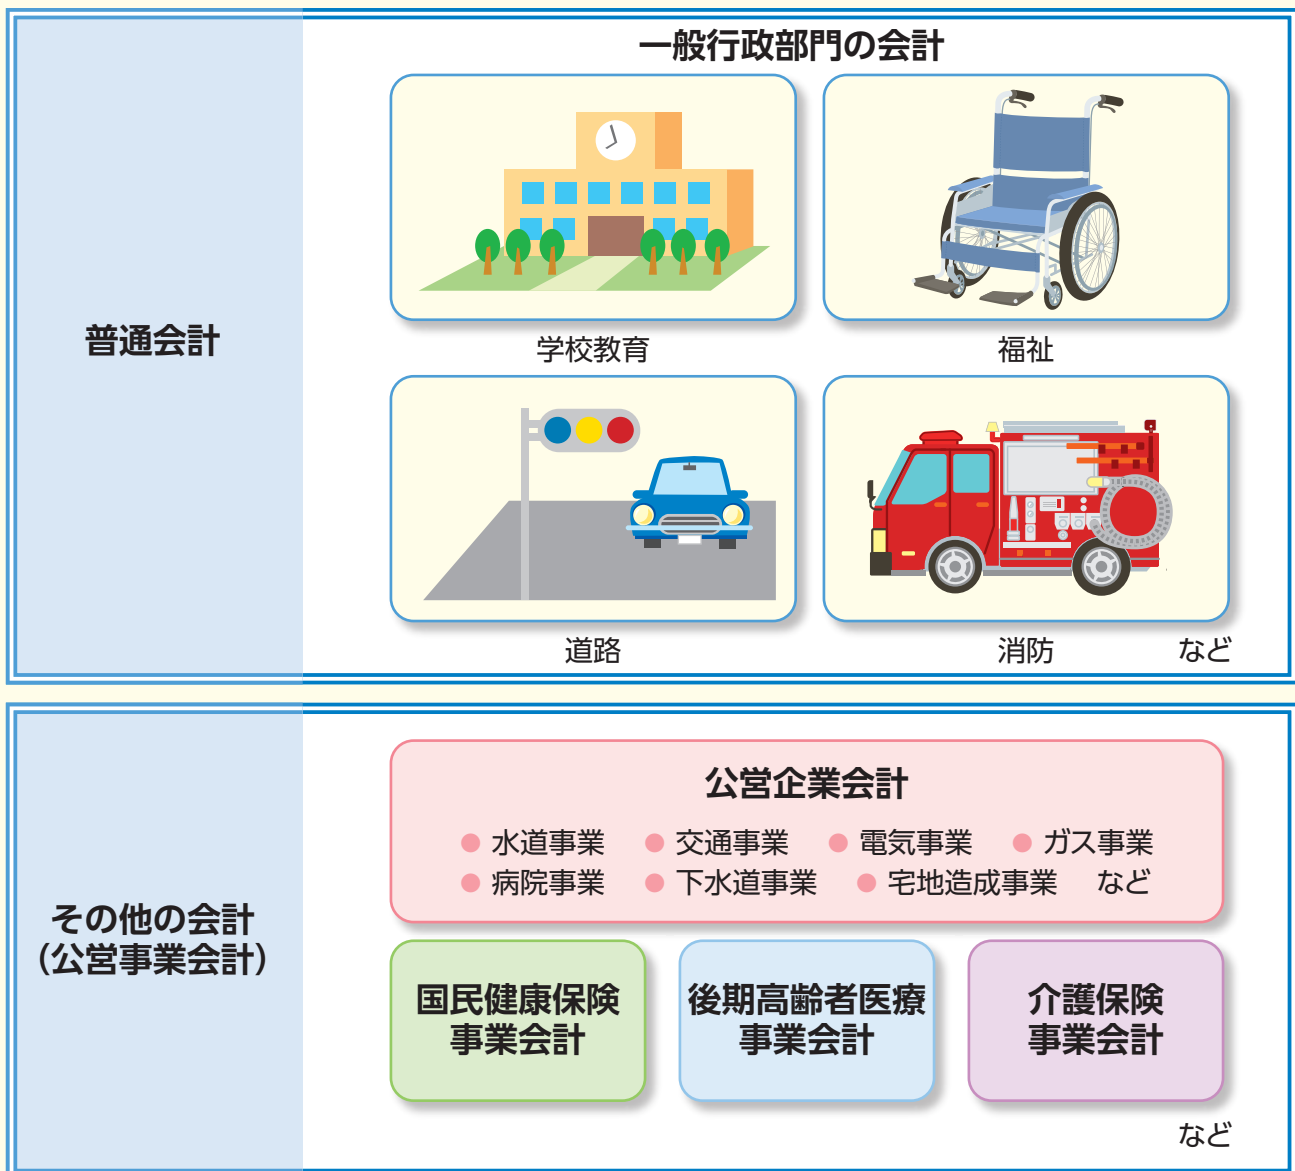 普通会計
一般行政部門の会計
学校教育
福祉
道路
消防
など
その他の会計
（公営事業会計）
公営企業会計
● 水道事業 ● 交通事業 ● 電気事業 ● ガス事業
● 病院事業 ● 下水道事業 ● 宅地造成事業 など
国民健康保険
事業会計
後期高齢者医療
事業会計
介護保険
事業会計
など